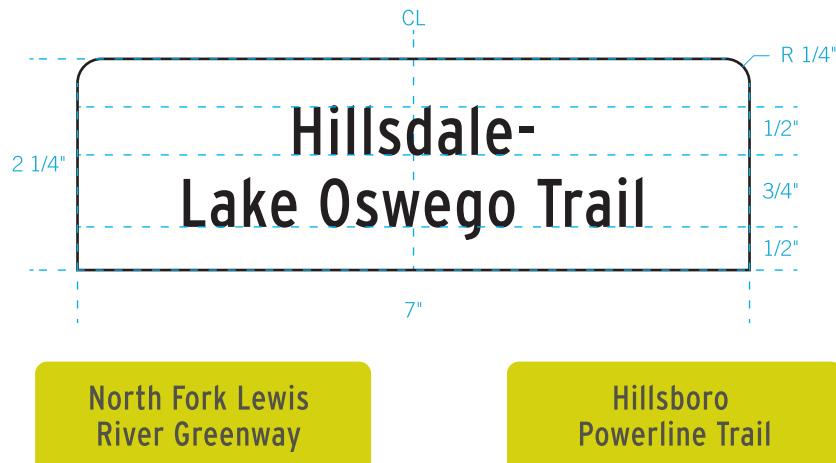 CL
R 1/4"
Hillsdale-
1/2"
2 1/4"
Lake Oswego Trail
3/4"
1/2"
7"
North Fork Lewis
River Greenway
Hillsboro
Powerline Trail